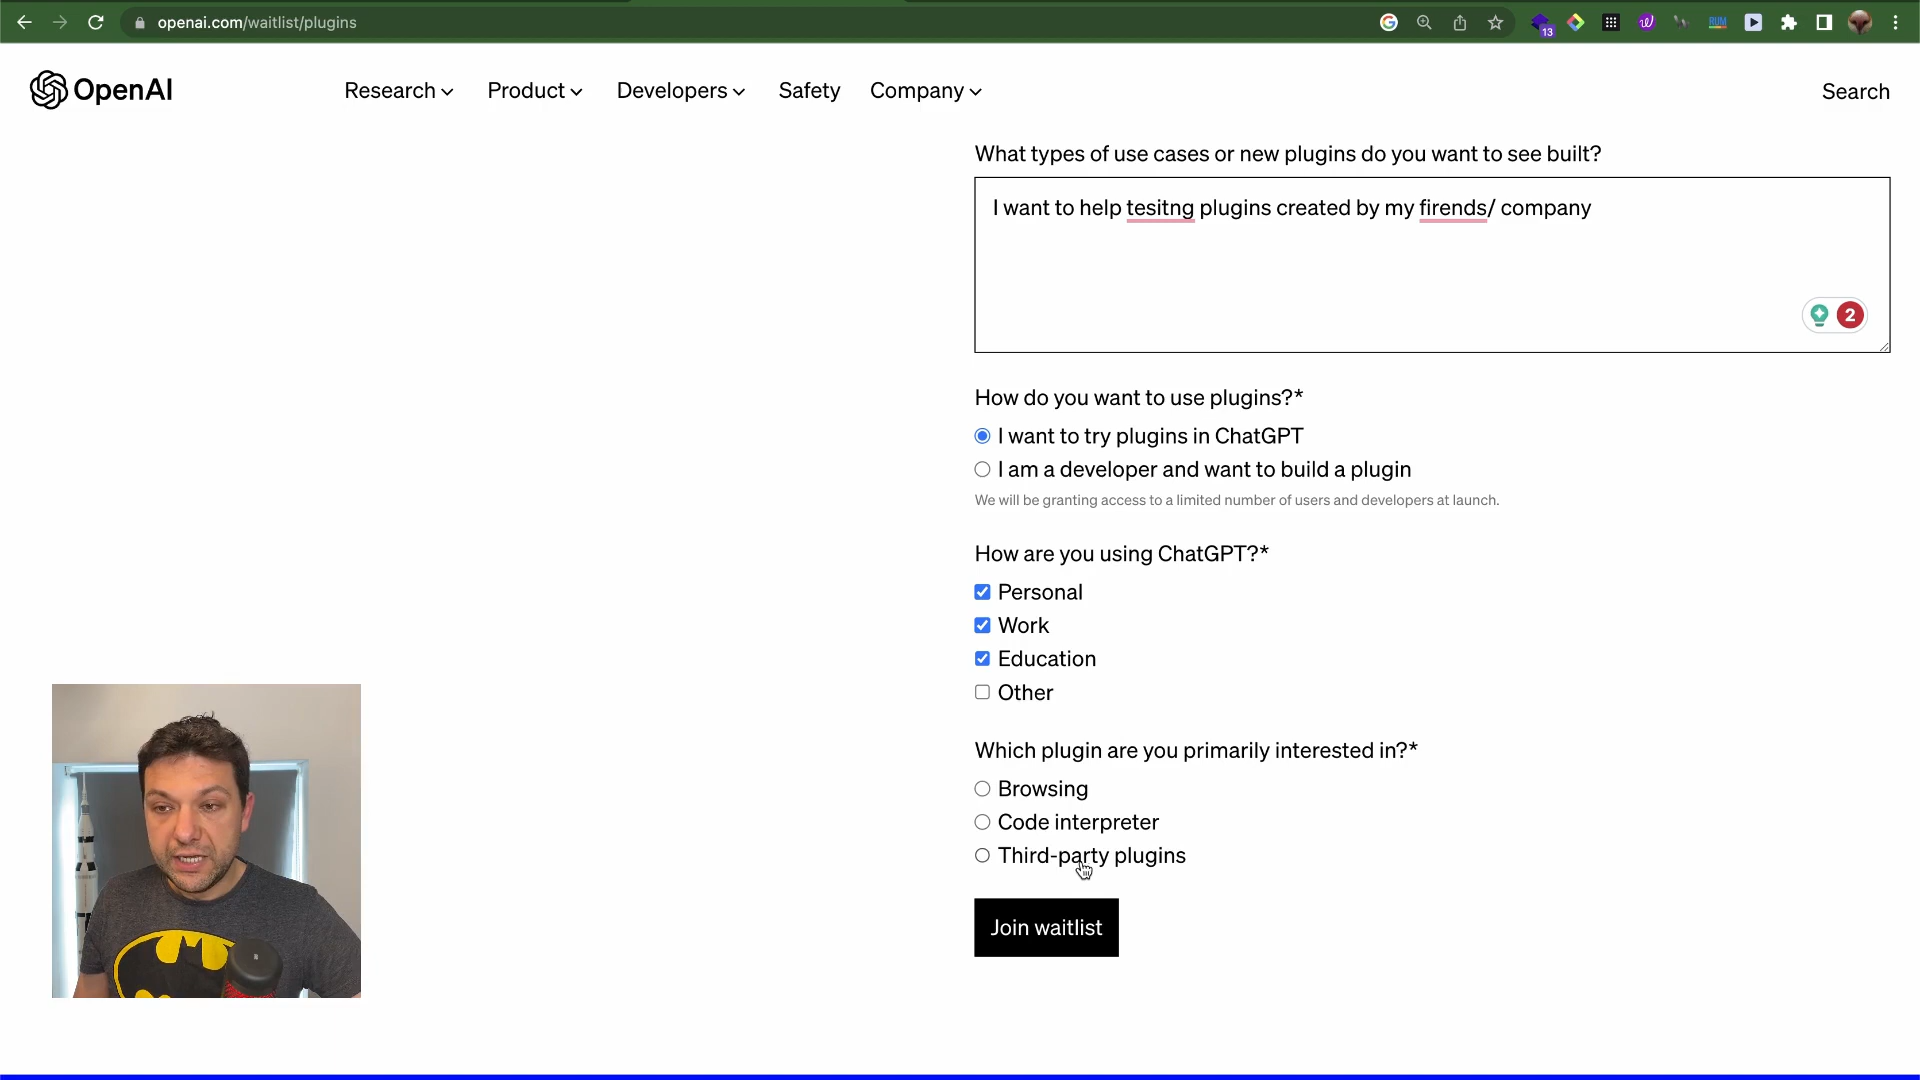 openai.com/waitlist/plugins
13
RUM
OpenAI
Research
Product
Developers
Safety
Company
Search
What types of use cases or new plugins do you want to see built?
I want to help tesitng plugins created by my firends/ company
2
How do you want to use plugins?*
I want to try plugins in ChatGPT
I am a developer and want to build a plugin
We will be granting access to a limited number of users and developers at launch.
How are you using ChatGPT?*
Personal
Work
Education
Other
Which plugin are you primarily interested in?*
Browsing
Code interpreter
Third-party plugins
Join waitlist